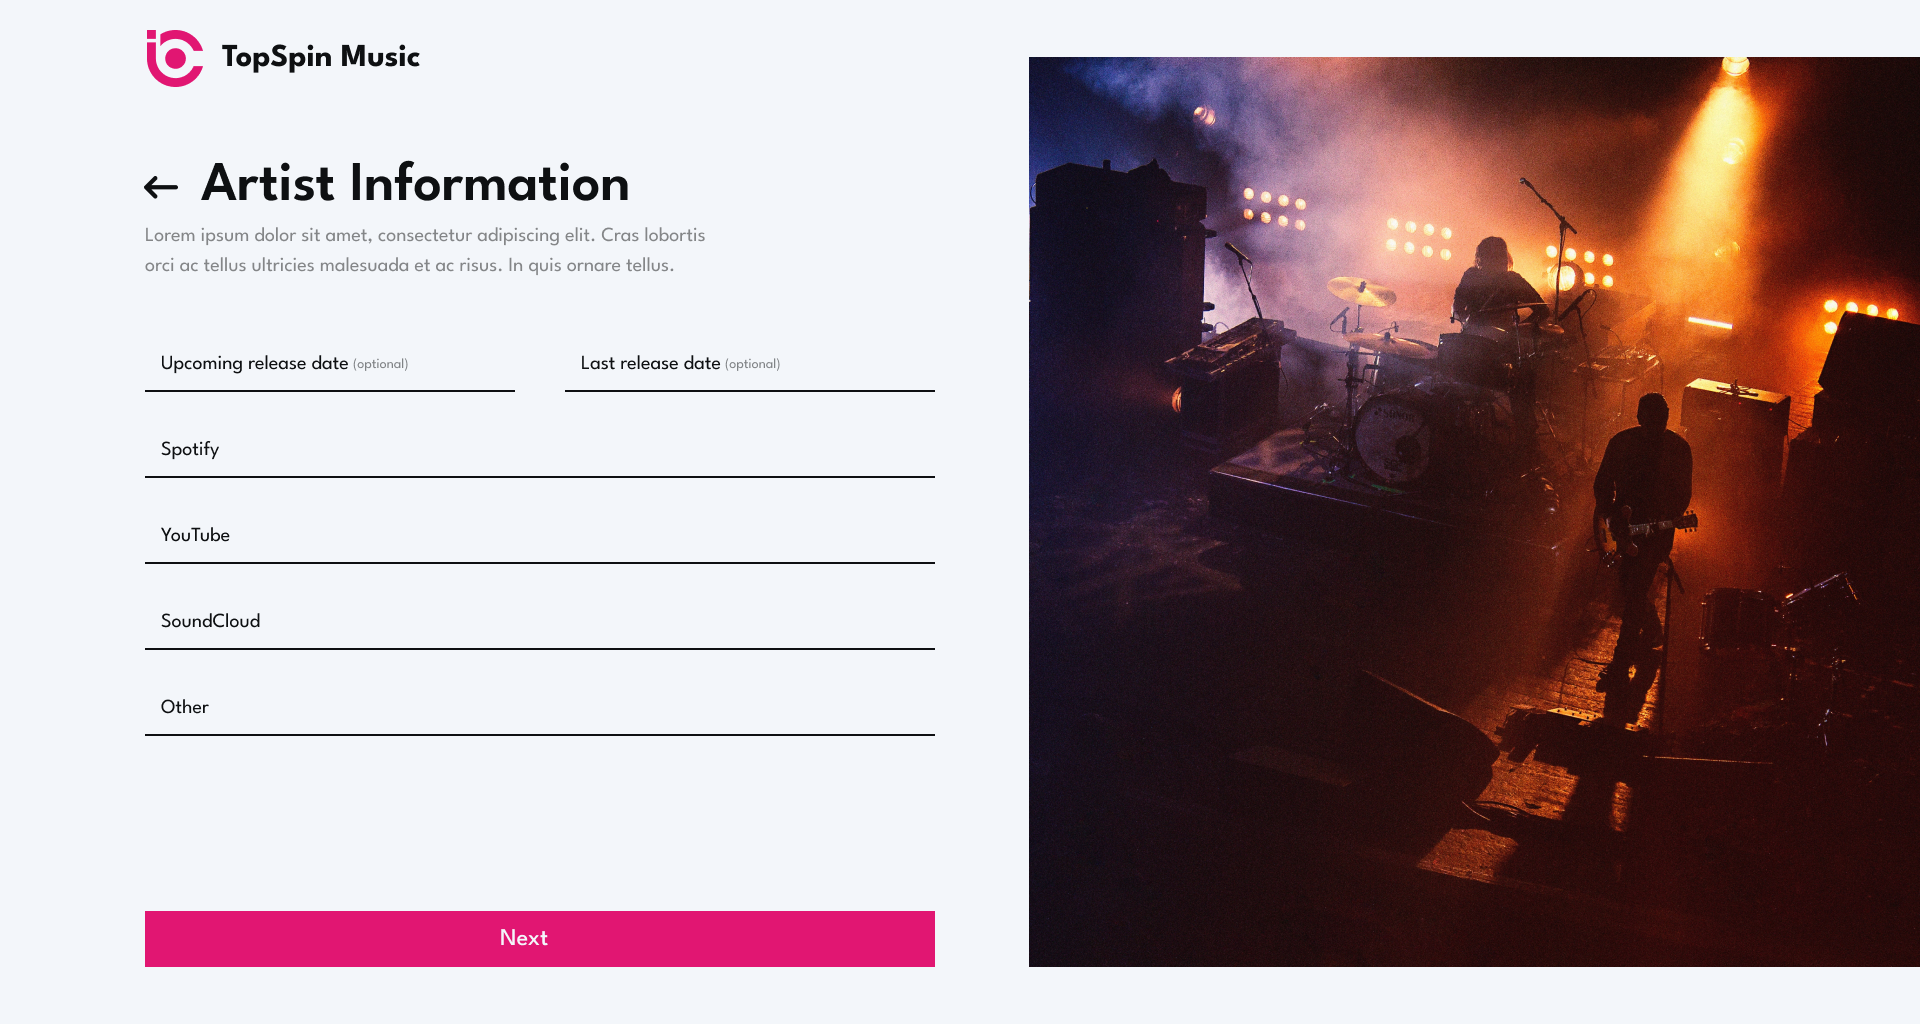 TopSpin Music
Artist Information
Lorem ipsum dolor sit amet, consectetur adipiscing elit. Cras lobortis
orci ac tellus ultricies malesuada et ac risus. In quis ornare tellus.
Upcoming release date (optional)
Last release date (optional)
Spotify
YouTube
SoundCloud
Other
Next